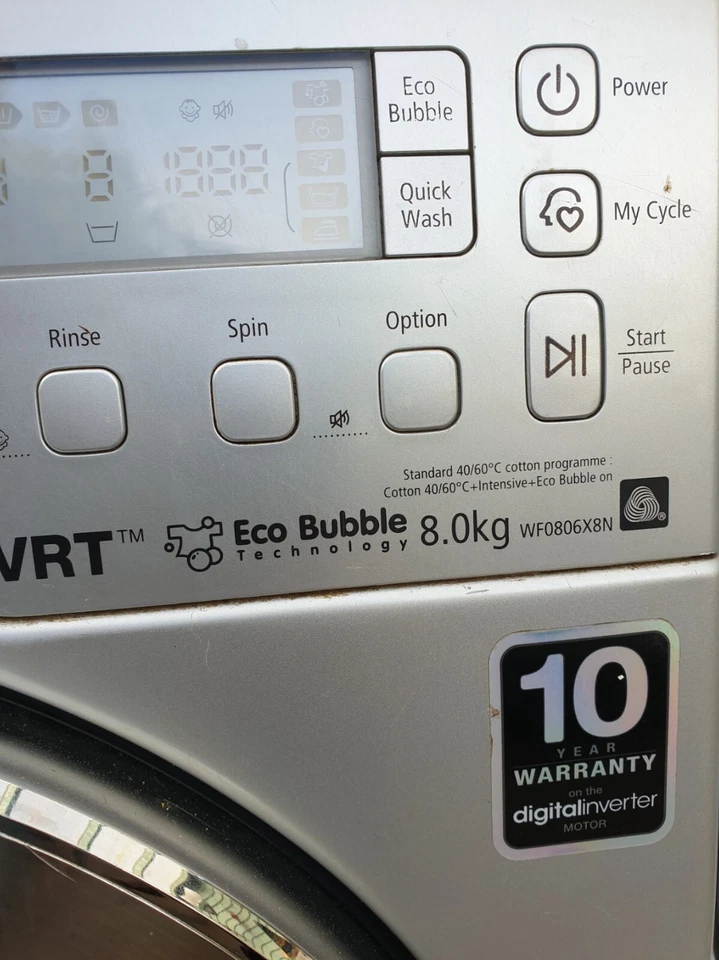 Eco
Bubble
Power
Quick
Wash
My Cycle
Rinse
Spin
Option
Start
Pause
Standard 40/60°C cotton programme :
Cotton 40/60°C+Intensive+Eco Bubble on
VRT™
Eco Bubble
Technology
8.0kg
WF0806X8N
®
10
YEAR
WARRANTY
on the
digitalinverter
MOTOR